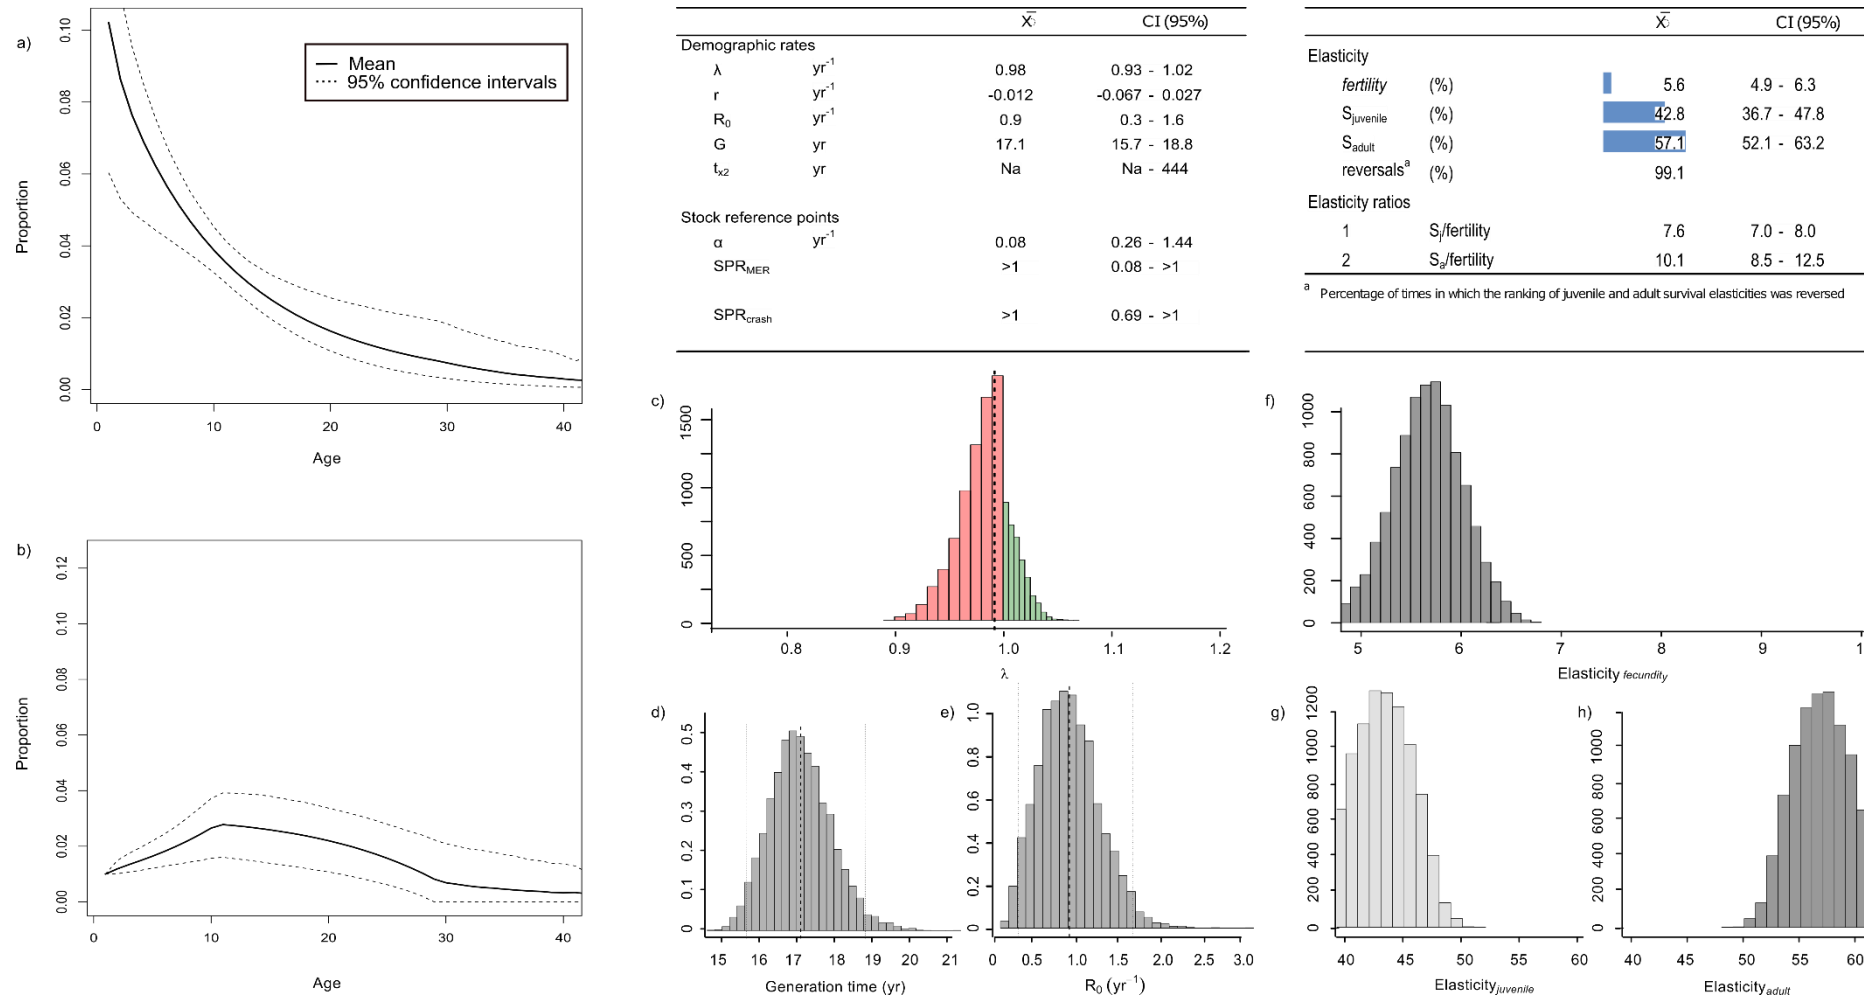 a)
Proportion
0.10
0.08
0.06
0.04
0.02
0.00
Mean
95% confidence intervals
0 10 20 30 40
Age
b)
Proportion
0.12
0.10
0.08
0.06
0.04
0.02
0.00
0 10 20 30 40
Age
X̄ CI (95%)
Demographic rates
λ yr⁻¹ 0.98 0.93 - 1.02
r yr⁻¹ -0.012 -0.067 - 0.027
R₀ yr⁻¹ 0.9 0.3 - 1.6
G yr 17.1 15.7 - 18.8
tₓ₂ yr Na Na - 444
Stock reference points
α yr⁻¹ 0.08 0.26 - 1.44
SPR_MER >1 0.08 - >1
SPR_crash >1 0.69 - >1
X̄ CI (95%)
Elasticity
fertility (%) 5.6 4.9 - 6.3
S_juvenile (%) 42.8 36.7 - 47.8
S_adult (%) 57.1 52.1 - 63.2
reversals^a (%) 99.1
Elasticity ratios
1 S_j/fertility 7.6 7.0 - 8.0
2 S_a/fertility 10.1 8.5 - 12.5
a Percentage of times in which the ranking of juvenile and adult survival elasticities was reversed
c)
1500
1000
500
0
0.8 0.9 1.0 1.1 1.2
λ
f)
1000
800
600
400
200
0
5 6 7 8 9 1
Elasticity fecundity
d)
0.5
0.4
0.3
0.2
0.1
0
15 16 17 18 19 20 21
Generation time (yr)
e)
1.0
0.8
0.6
0.4
0.2
0
0 0.5 1.0 1.5 2.0 2.5 3.0
R₀ (yr⁻¹)
g)
1200
1000
800
600
400
200
0
40 45 50 55 60
Elasticity juvenile
h)
1200
1000
800
600
400
200
0
40 45 50 55 60
Elasticity adult